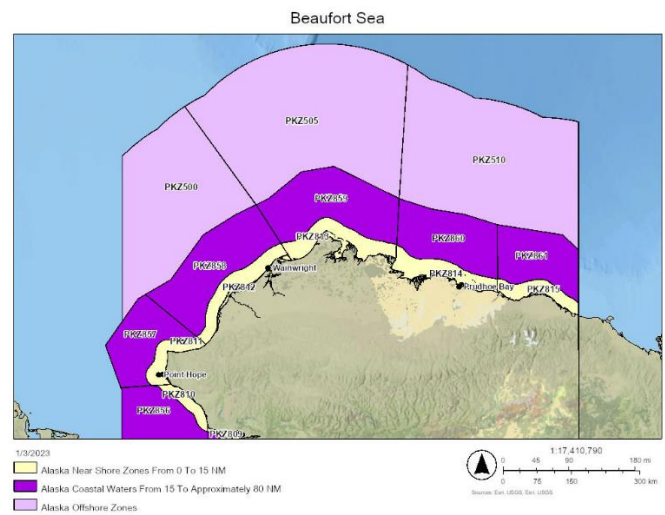 Beaufort Sea
PKZ505
PKZ510
PKZ500
PKZ859
PKZ813
PKZ860
PKZ861
PKZ858
Wainwright
PKZ814
PKZ812
Prudhoe Bay
PKZ815
PKZ857
PKZ811
Point Hope
PKZ810
PKZ856
PKZ809
1/3/2023
Alaska Near Shore Zones From 0 To 15 NM
Alaska Coastal Waters From 15 To Approximately 80 NM
Alaska Offshore Zones
1:17,410,790
0 45 90 180 mi
0 75 150 300 km
Sources: Esri, USGS, Esri, USGS